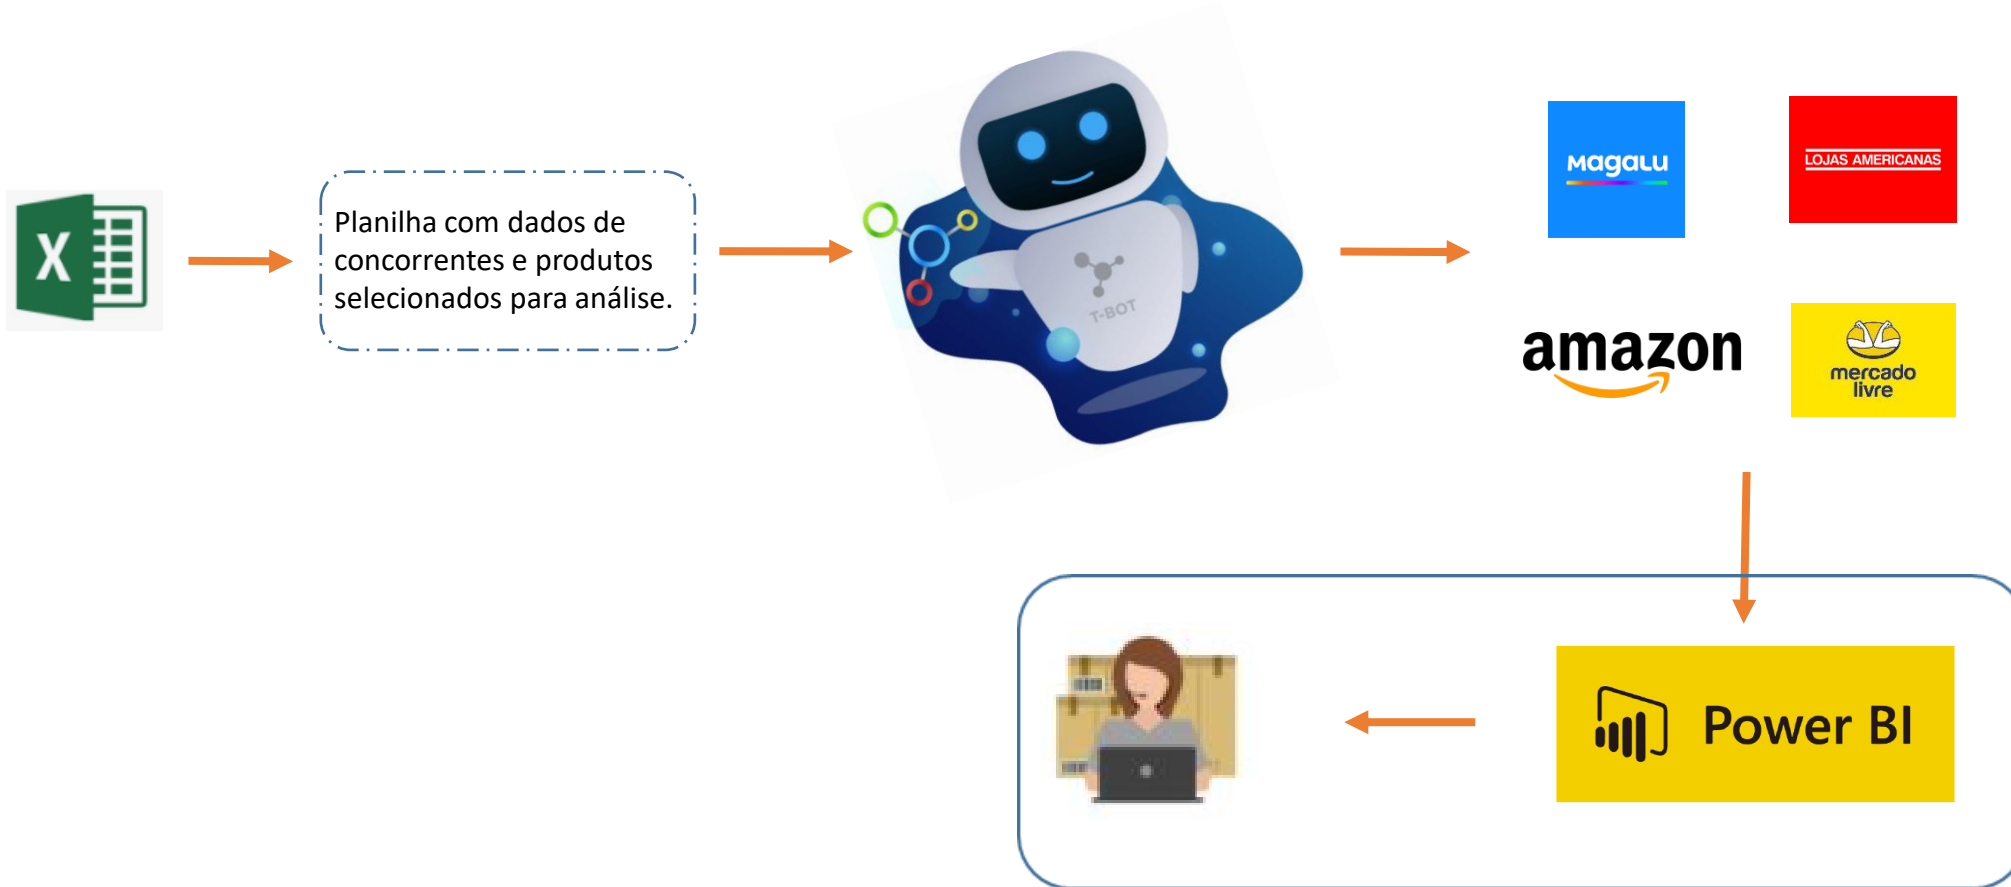 X
Planilha com dados de
concorrentes e produtos
selecionados para análise.
T-BOT
Magalu
LOJAS AMERICANAS
amazon
mercado
livre
Power BI